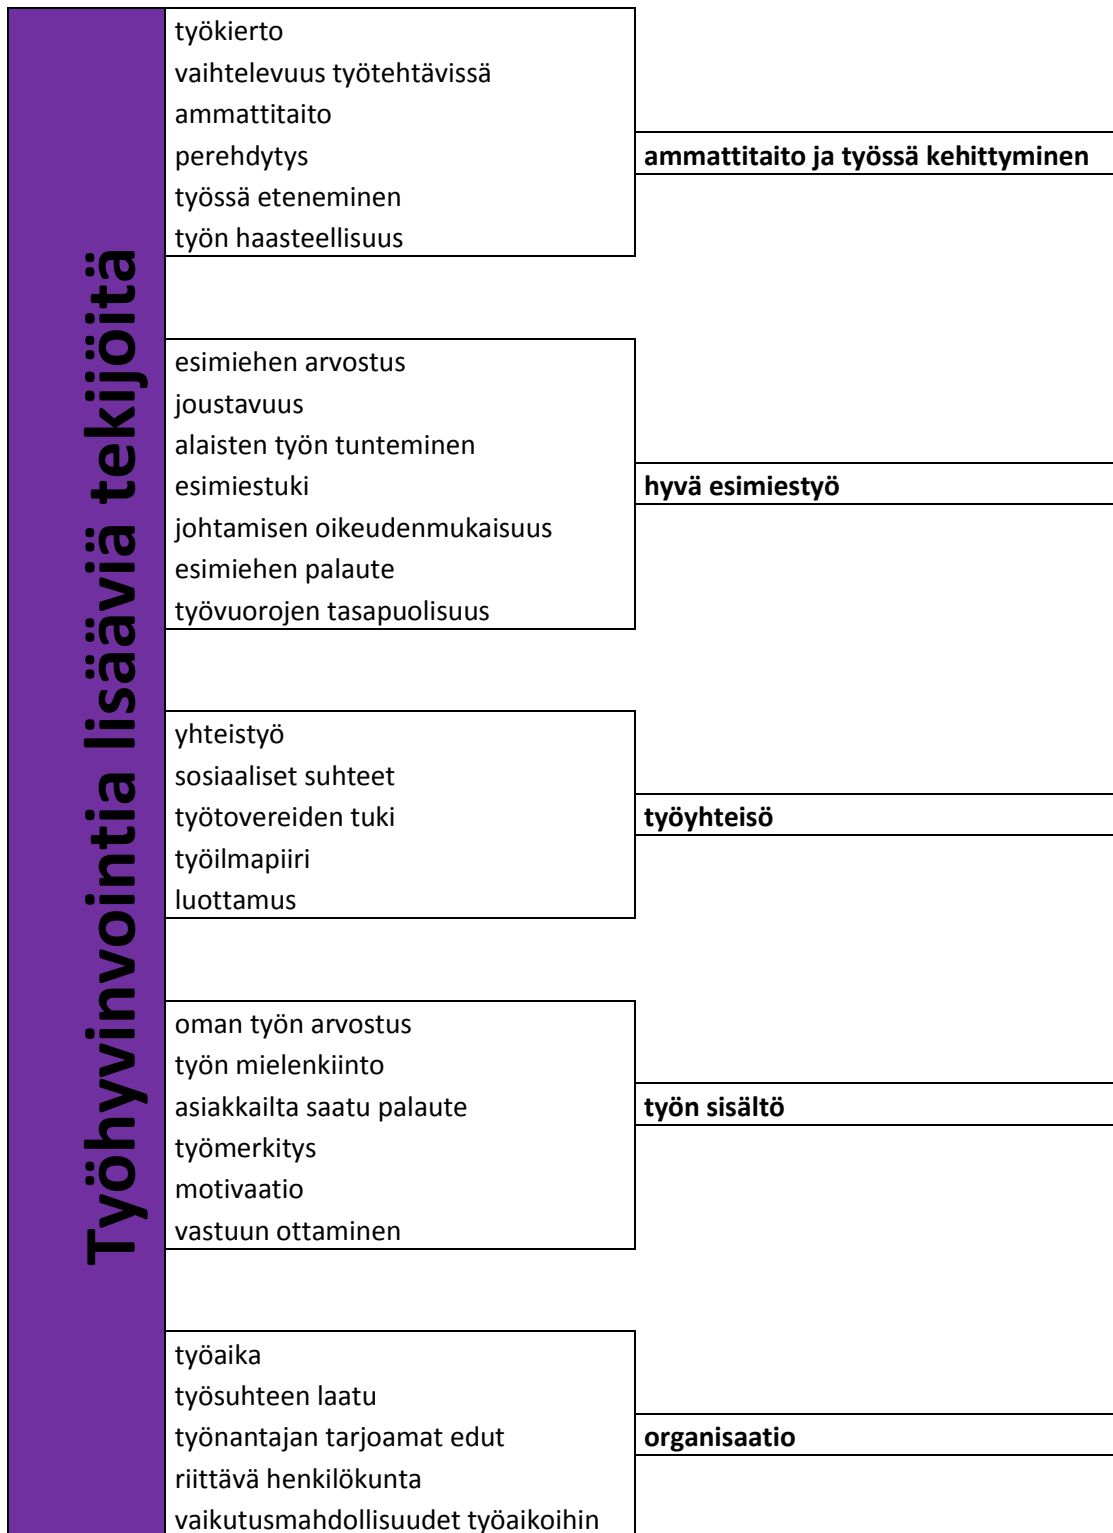 Työhyvinvointia lisääviä tekijöitä
työkierto
vaihtelevuus työtehtävissä
ammattitaito
perehdytys
työssä eteneminen
työn haasteellisuus
ammattitaito ja työssä kehittyminen
esimiehen arvostus
joustavuus
alaisten työn tunteminen
esimiestuki
johtamisen oikeudenmukaisuus
esimiehen palaute
työvuorojen tasapuolisuus
hyvä esimiestyö
yhteistyö
sosiaaliset suhteet
työtovereiden tuki
työilmapiiri
luottamus
työyhteisö
oman työn arvostus
työn mielenkiinto
asiakkailta saatu palaute
työmerkitys
motivaatio
vastuun ottaminen
työn sisältö
työaika
työsuhteen laatu
työnantajan tarjoamat edut
riittävä henkilökunta
vaikutusmahdollisuudet työaikoihin
organisaatio